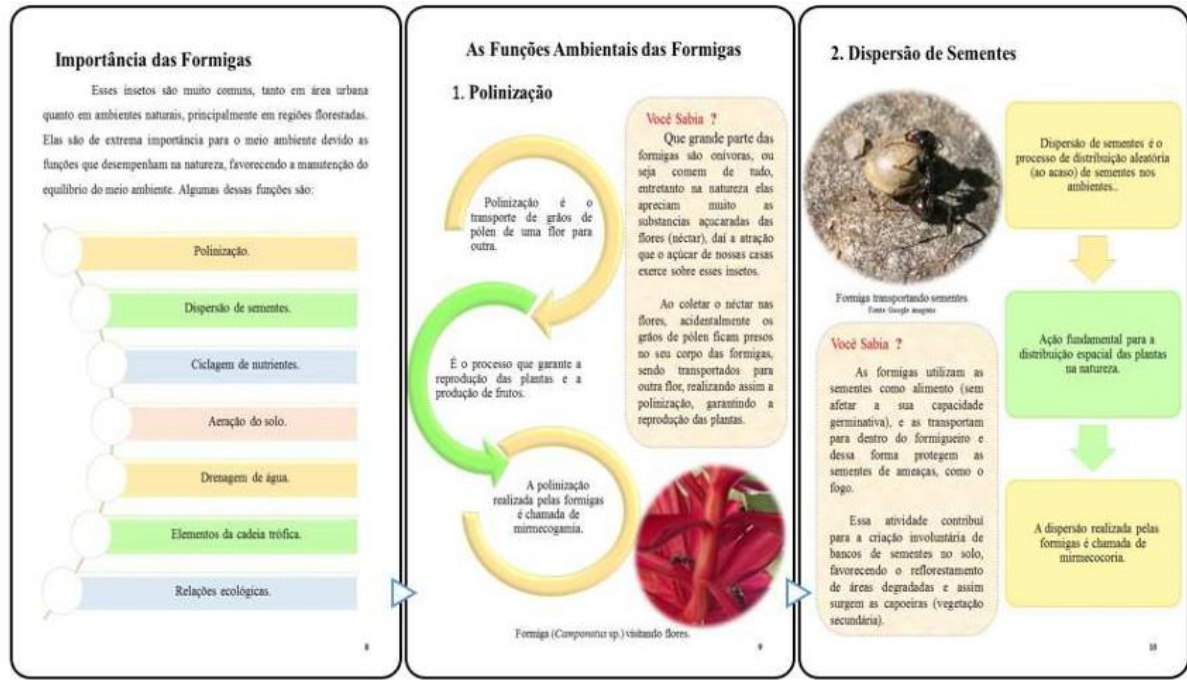 Importância das Formigas
Esses insetos são muito comuns, tanto em área urbana
quanto em ambientes naturais, principalmente em regiões florestadas.
Elas são de extrema importância para o meio ambiente devido as
funções que desempenham na natureza, favorecendo a manutenção do
equilíbrio do meio ambiente. Algumas dessas funções são:
Polinização.
Dispersão de sementes.
Ciclagem de nutrientes.
Aeração do solo.
Drenagem de água.
Elementos da cadeia trófica.
Relações ecológicas.
8
As Funções Ambientais das Formigas
1. Polinização
Polinização é o
transporte de grãos de
pólen de uma flor para
outra.
É o processo que garante a
reprodução das plantas e a
produção de frutos.
A polinização
realizada pelas formigas
é chamada de
mirmecogamia.
Você Sabia ?
Que grande parte das
formigas são onívoras, ou
seja comem de tudo,
entretanto na natureza elas
apreciam muito as
substancias açucaradas das
flores (néctar), daí a atração
que o açúcar de nossas casas
exerce sobre esses insetos.
Ao coletar o néctar nas
flores, acidentalmente os
grãos de pólen ficam presos
no seu corpo das formigas,
sendo transportados para
outra flor, realizando assim a
polinização, garantindo a
reprodução das plantas.
Formiga (Camponotus sp.) visitando flores.
9
2. Dispersão de Sementes
Formiga transportando sementes.
Fonte Google imagens
Você Sabia ?
As formigas utilizam as
sementes como alimento (sem
afetar a sua capacidade
germinativa), e as transportam
para dentro do formigueiro e
dessa forma protegem as
sementes de ameaças, como o
fogo.
Essa atividade contribui
para a criação involuntária de
bancos de sementes no solo,
favorecendo o reflorestamento
de áreas degradadas e assim
surgem as capoeiras (vegetação
secundária).
Dispersão de sementes é o
processo de distribuição aleatória
(ao acaso) de sementes nos
ambientes..
Ação fundamental para a
distribuição espacial das plantas
na natureza.
A dispersão realizada pelas
formigas é chamada de
mirmecocoria.
10